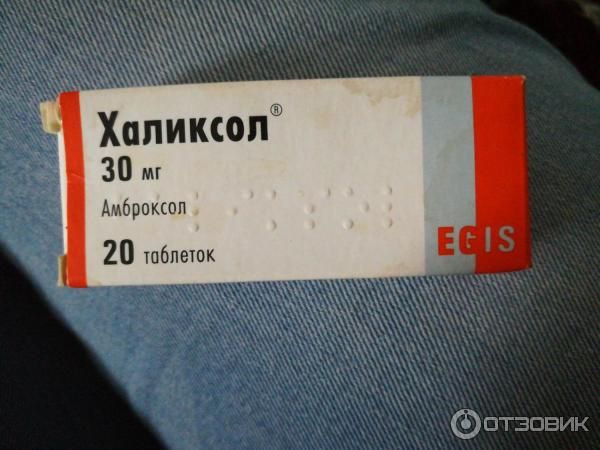 Халиксол®
30 мг
Амброксол
20 таблеток
EGIS
ОТЗОВИК